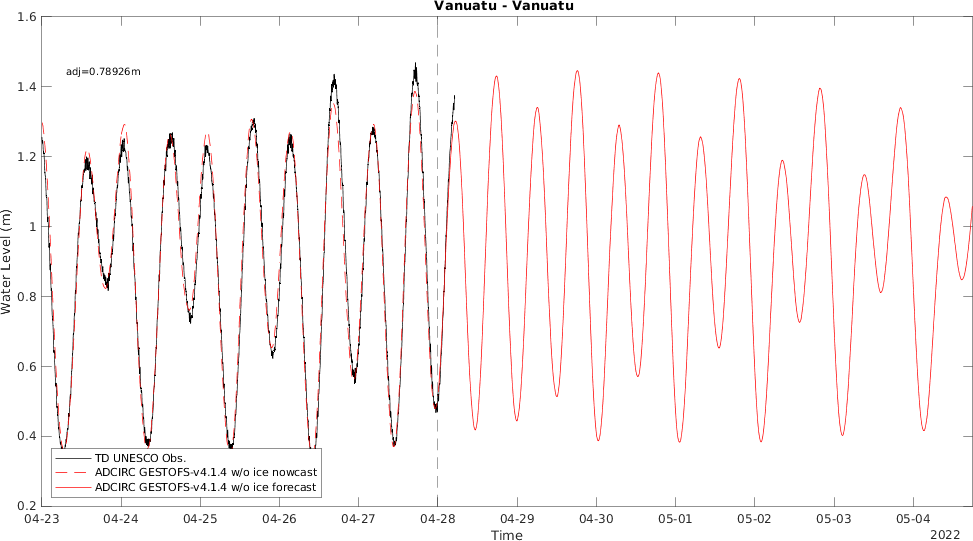 Vanuatu - Vanuatu
1.6
1.4
1.2
1
0.8
0.6
0.4
0.2
Water Level (m)
adj=0.78926m
TD UNESCO Obs.
ADCIRC GESTOFS-v4.1.4 w/o ice nowcast
ADCIRC GESTOFS-v4.1.4 w/o ice forecast
04-23 04-24 04-25 04-26 04-27 04-28 04-29 04-30 05-01 05-02 05-03 05-04
Time
2022